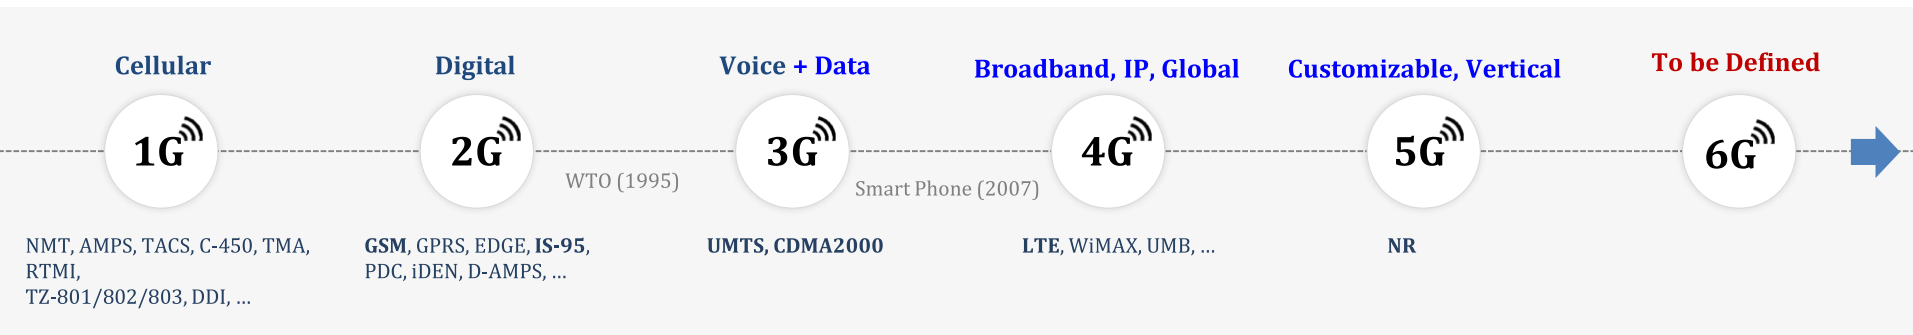 Cellular
Digital
Voice + Data
Broadband, IP, Global
Customizable, Vertical
To be Defined
1G
2G
3G
4G
5G
6G
WTO (1995)
Smart Phone (2007)
NMT, AMPS, TACS, C-450, TMA,
RTMI,
TZ-801/802/803, DDI, ...
GSM, GPRS, EDGE, IS-95,
PDC, iDEN, D-AMPS, ...
UMTS, CDMA2000
LTE, WiMAX, UMB, ...
NR